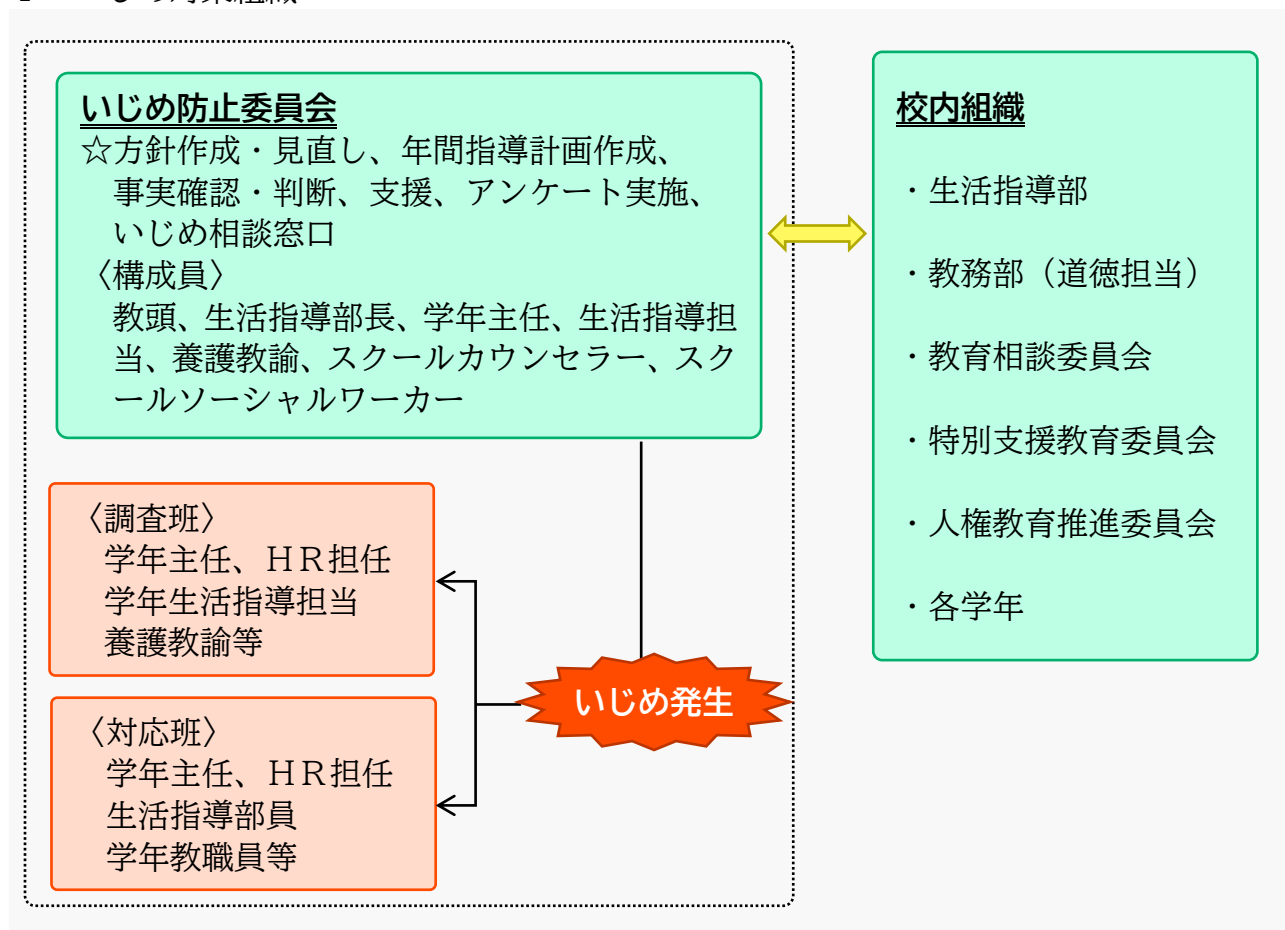 いじめ防止委員会
☆方針作成・見直し、年間指導計画作成、
事実確認・判断、支援、アンケート実施、
いじめ相談窓口
〈構成員〉
教頭、生活指導部長、学年主任、生活指導担
当、養護教諭、スクールカウンセラー、スク
ールソーシャルワーカー
〈調査班〉
学年主任、ＨＲ担任
学年生活指導担当
養護教諭等
〈対応班〉
学年主任、ＨＲ担任
生活指導部員
学年教職員等
いじめ発生
校内組織
・生活指導部
・教務部（道徳担当）
・教育相談委員会
・特別支援教育委員会
・人権教育推進委員会
・各学年